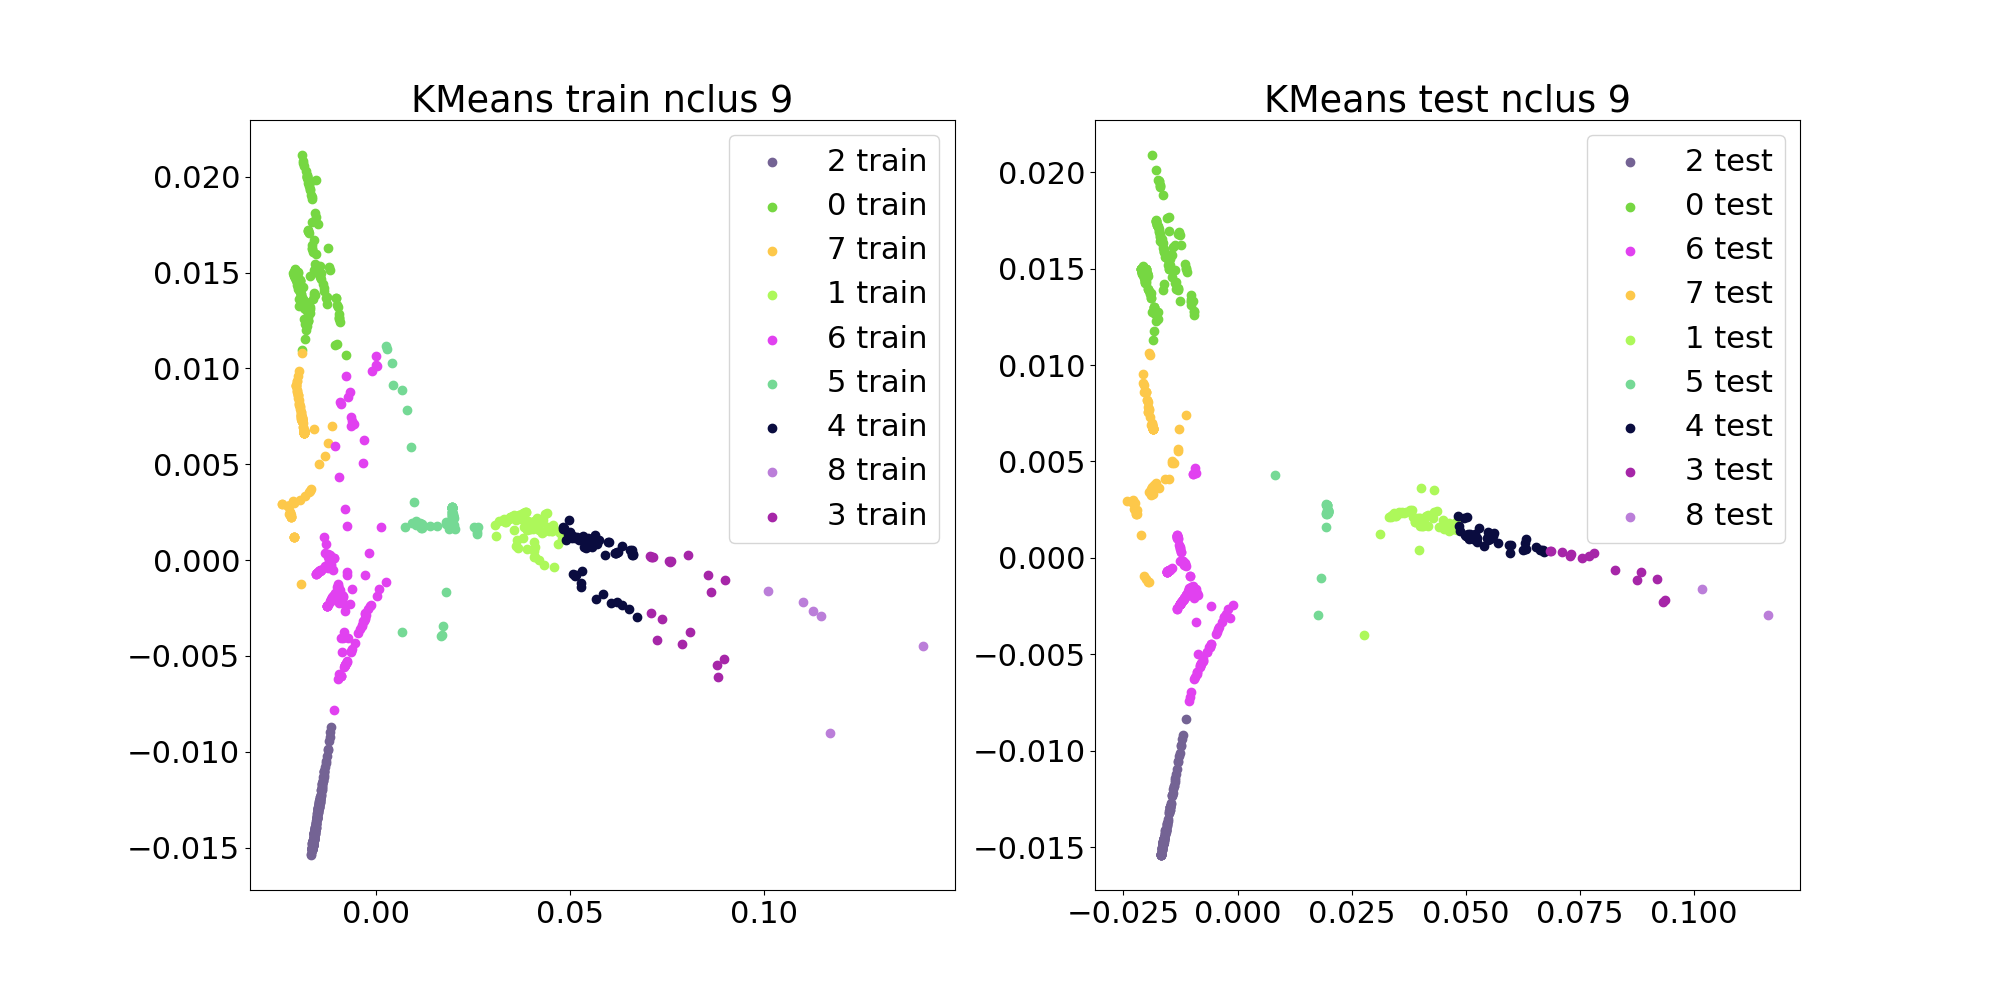 KMeans train nclus 9
0.020
0.015
0.010
0.005
0.000
−0.005
−0.010
−0.015
0.00 0.05 0.10
2 train
0 train
7 train
1 train
6 train
5 train
4 train
8 train
3 train
KMeans test nclus 9
0.020
0.015
0.010
0.005
0.000
−0.005
−0.010
−0.015
−0.025 0.000 0.025 0.050 0.075 0.100
2 test
0 test
6 test
7 test
1 test
5 test
4 test
3 test
8 test